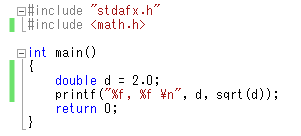 #include "stdafx.h"
#include <math.h>
int main()
{
double d = 2.0;
printf("%f, %f ¥n", d, sqrt(d));
return 0;
}